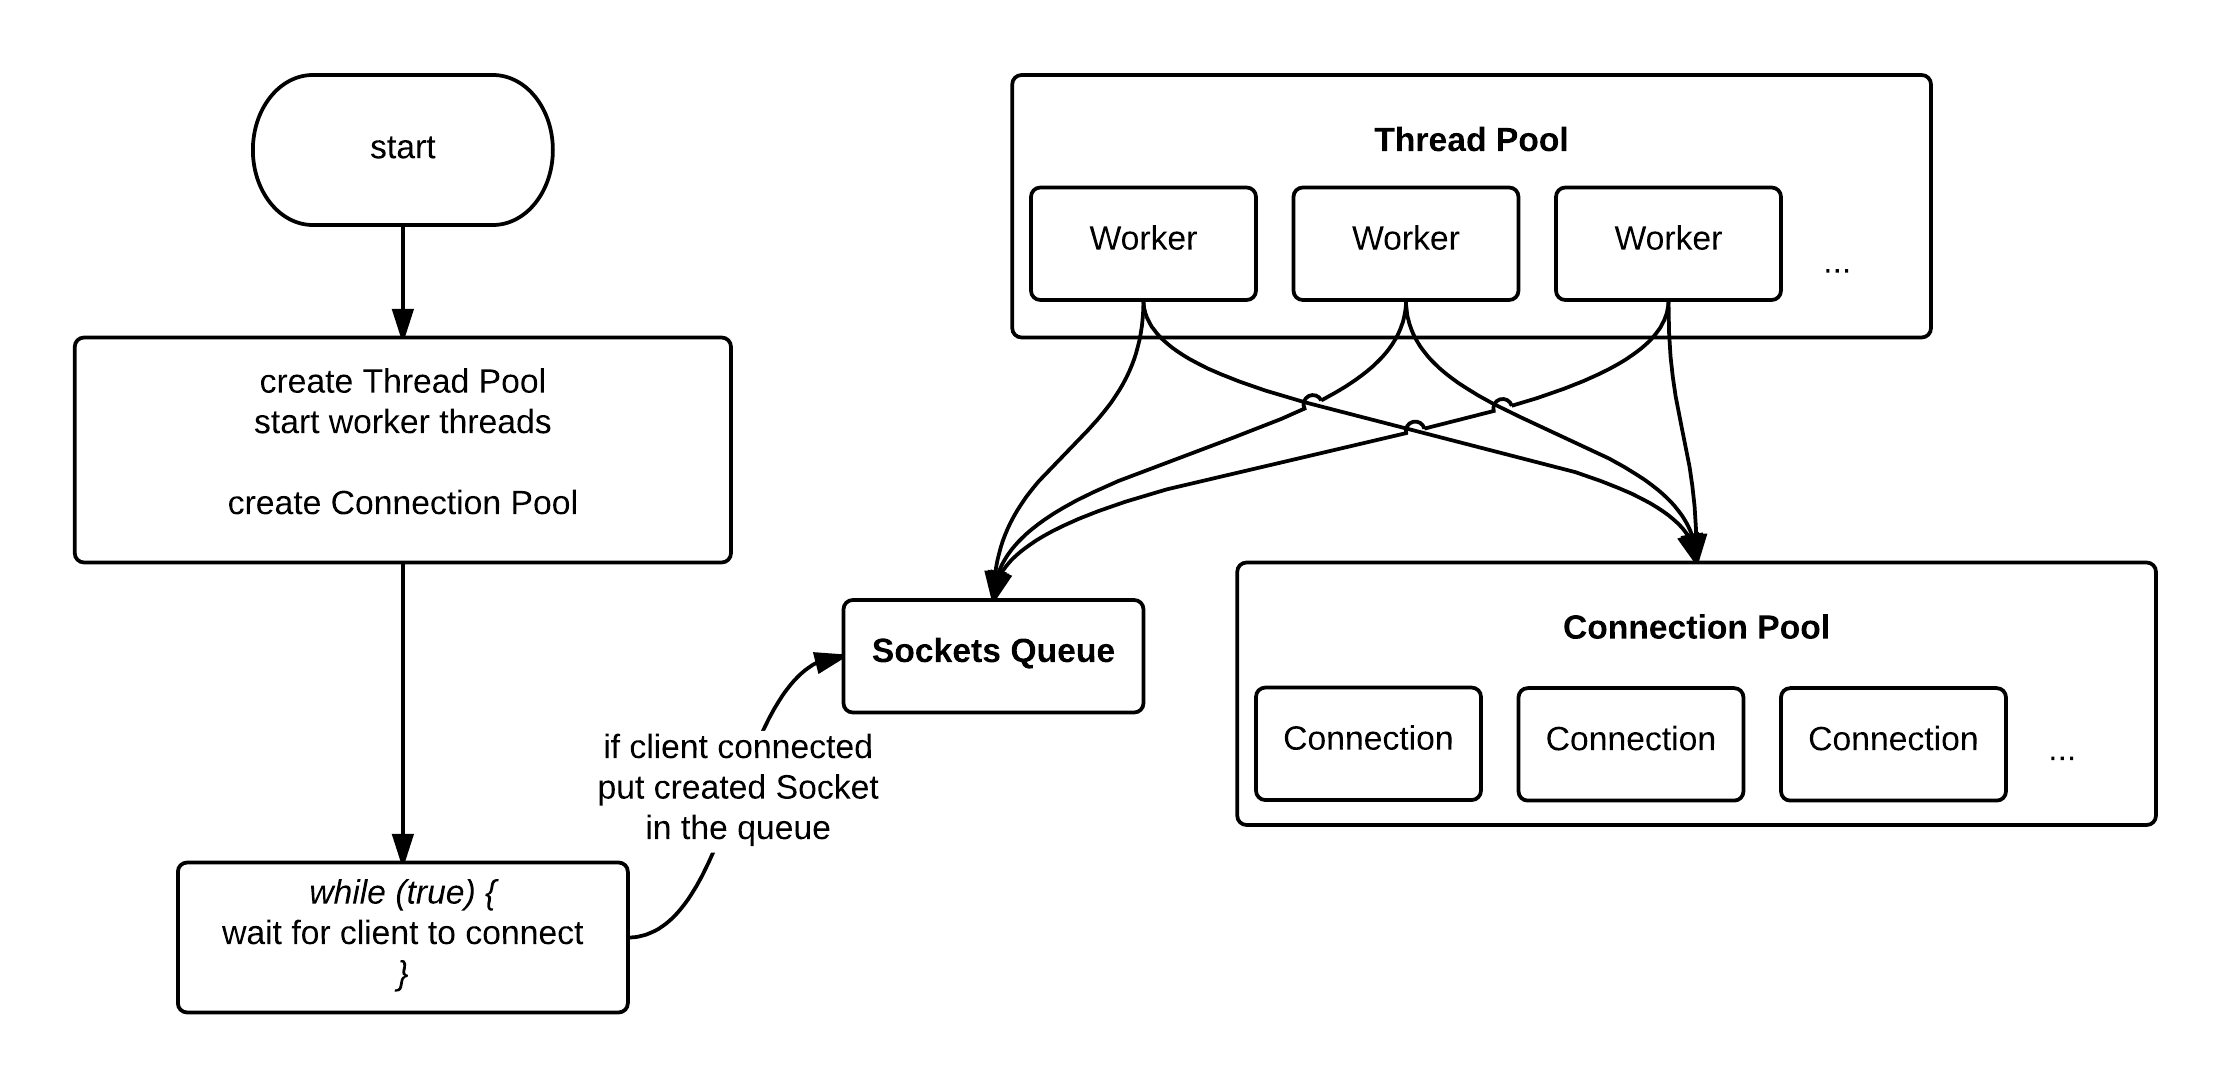 start
create Thread Pool
start worker threads
create Connection Pool
while (true) {
wait for client to connect
}
if client connected
put created Socket
in the queue
Sockets Queue
Thread Pool
Worker
Worker
Worker
...
Connection Pool
Connection
Connection
Connection
...